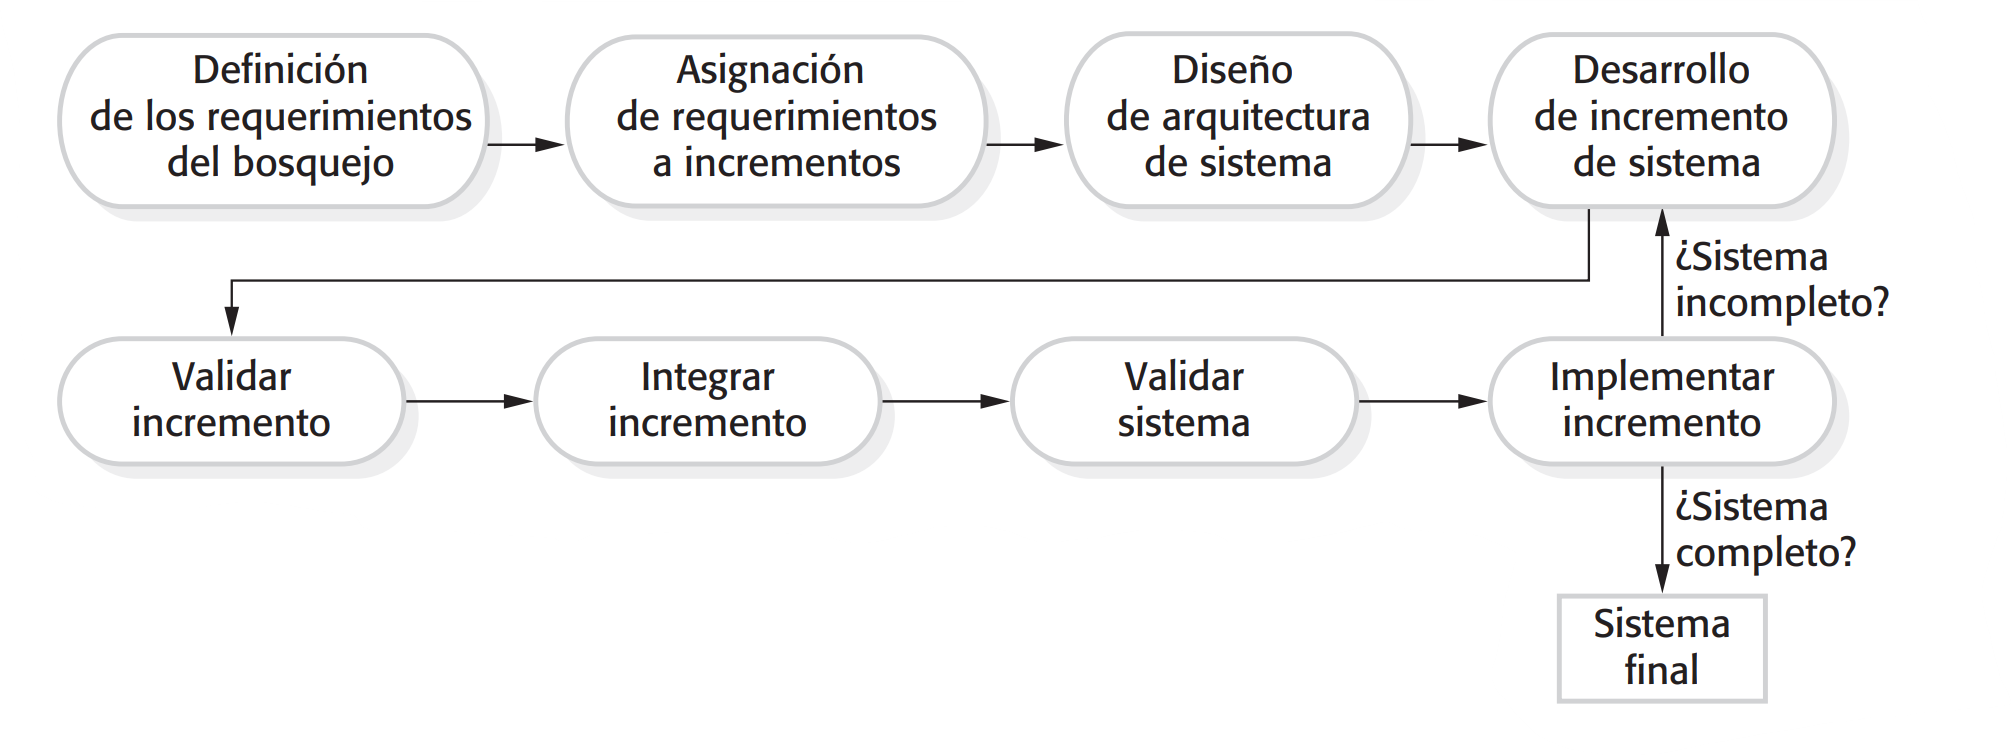 Definición
de los requerimientos
del bosquejo
Asignación
de requerimientos
a incrementos
Diseño
de arquitectura
de sistema
Desarrollo
de incremento
de sistema
¿Sistema
incompleto?
Validar
incremento
Integrar
incremento
Validar
sistema
Implementar
incremento
¿Sistema
completo?
Sistema
final